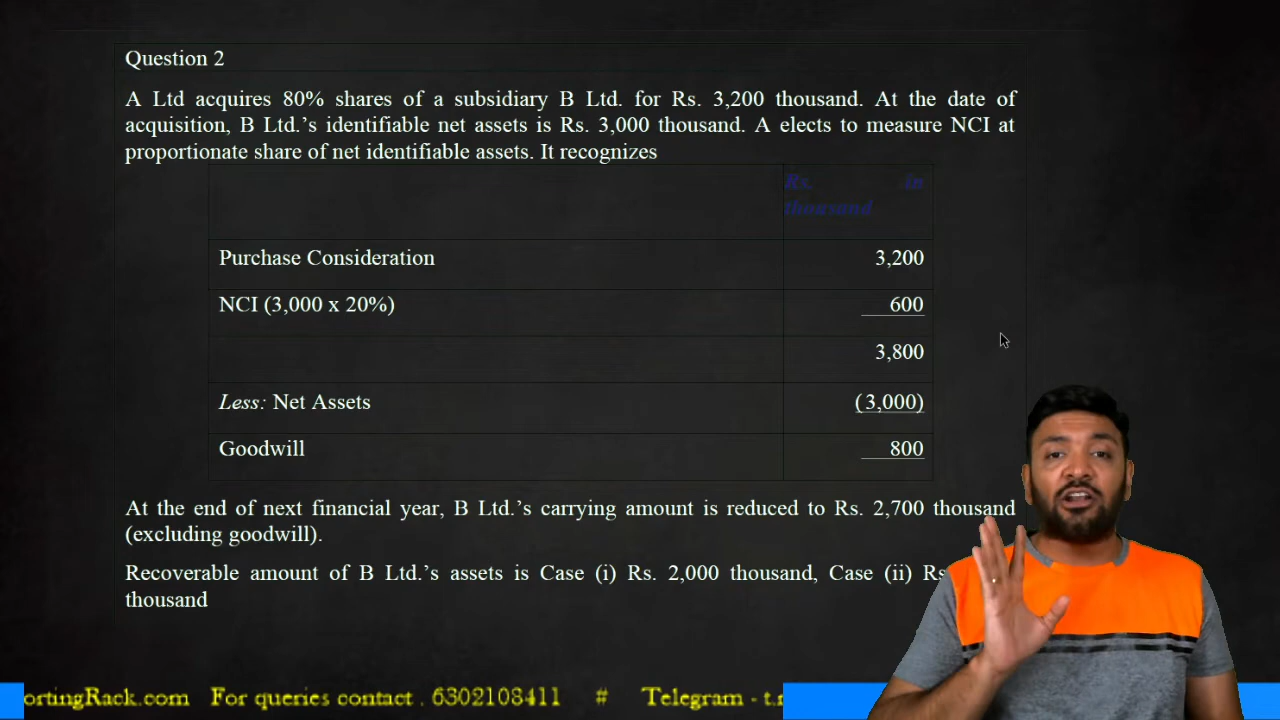 Question 2
A Ltd acquires 80% shares of a subsidiary B Ltd. for Rs. 3,200 thousand. At the date of
acquisition, B Ltd.'s identifiable net assets is Rs. 3,000 thousand. A elects to measure NCI at
proportionate share of net identifiable assets. It recognizes
Rs. in
thousand
Purchase Consideration 3,200
NCI (3,000 x 20%) 600
3,800
Less: Net Assets (3,000)
Goodwill 800
At the end of next financial year, B Ltd.'s carrying amount is reduced to Rs. 2,700 thousand
(excluding goodwill).
Recoverable amount of B Ltd.'s assets is Case (i) Rs. 2,000 thousand, Case (ii) Rs
thousand
ortingRack.com For queries contact . 6302108411 # Telegram - t.